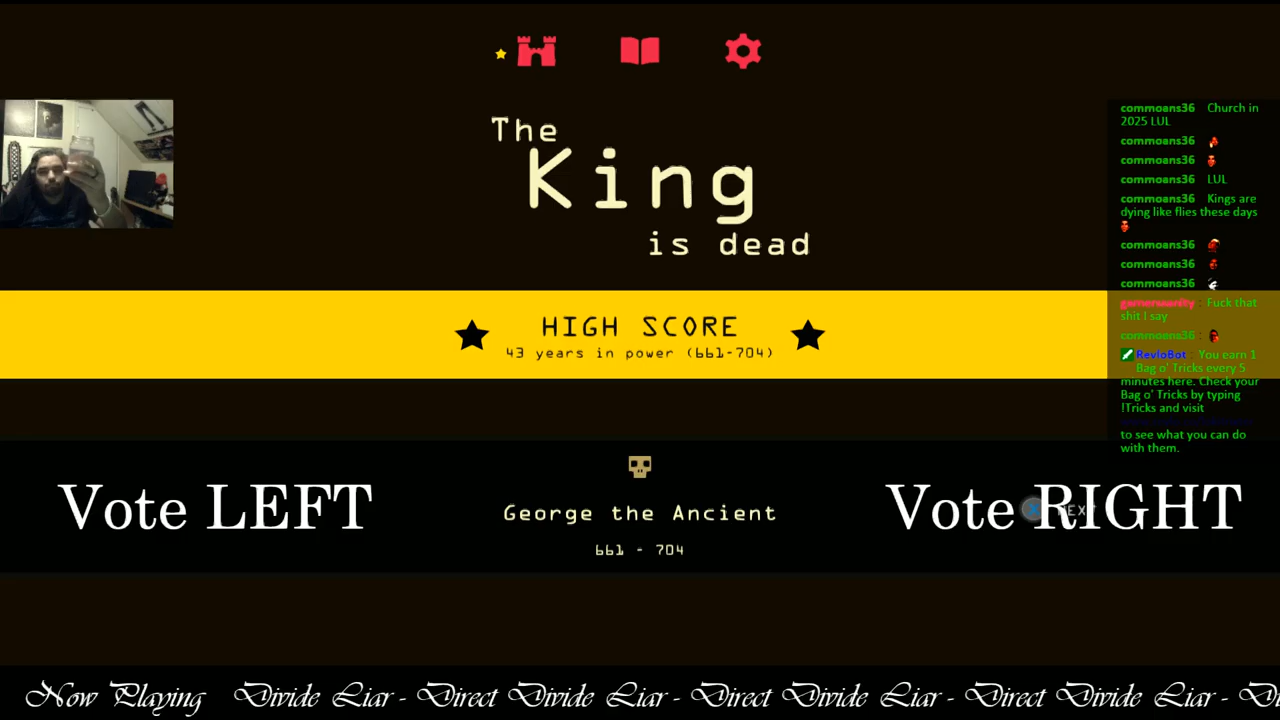 The
King
is dead
HIGH SCORE
43 years in power (661-704)
George the Ancient
661 - 704
Vote LEFT
Vote RIGHT
commoans36 Church in
2025 LUL
commoans36
commoans36
commoans36 LUL
commoans36 Kings are
dying like flies these days
commoans36
commoans36
commoans36
: Fuck that
shit I say
commoans36 :
RevloBot : You earn 1
Bag o' Tricks every 5
minutes here. Check your
Bag o' Tricks by typing
!Tricks and visit
to see what you can do
with them.
Now Playing Divide Liar - Direct Divide Liar - Direct Divide Liar - Direct Divide Liar - D